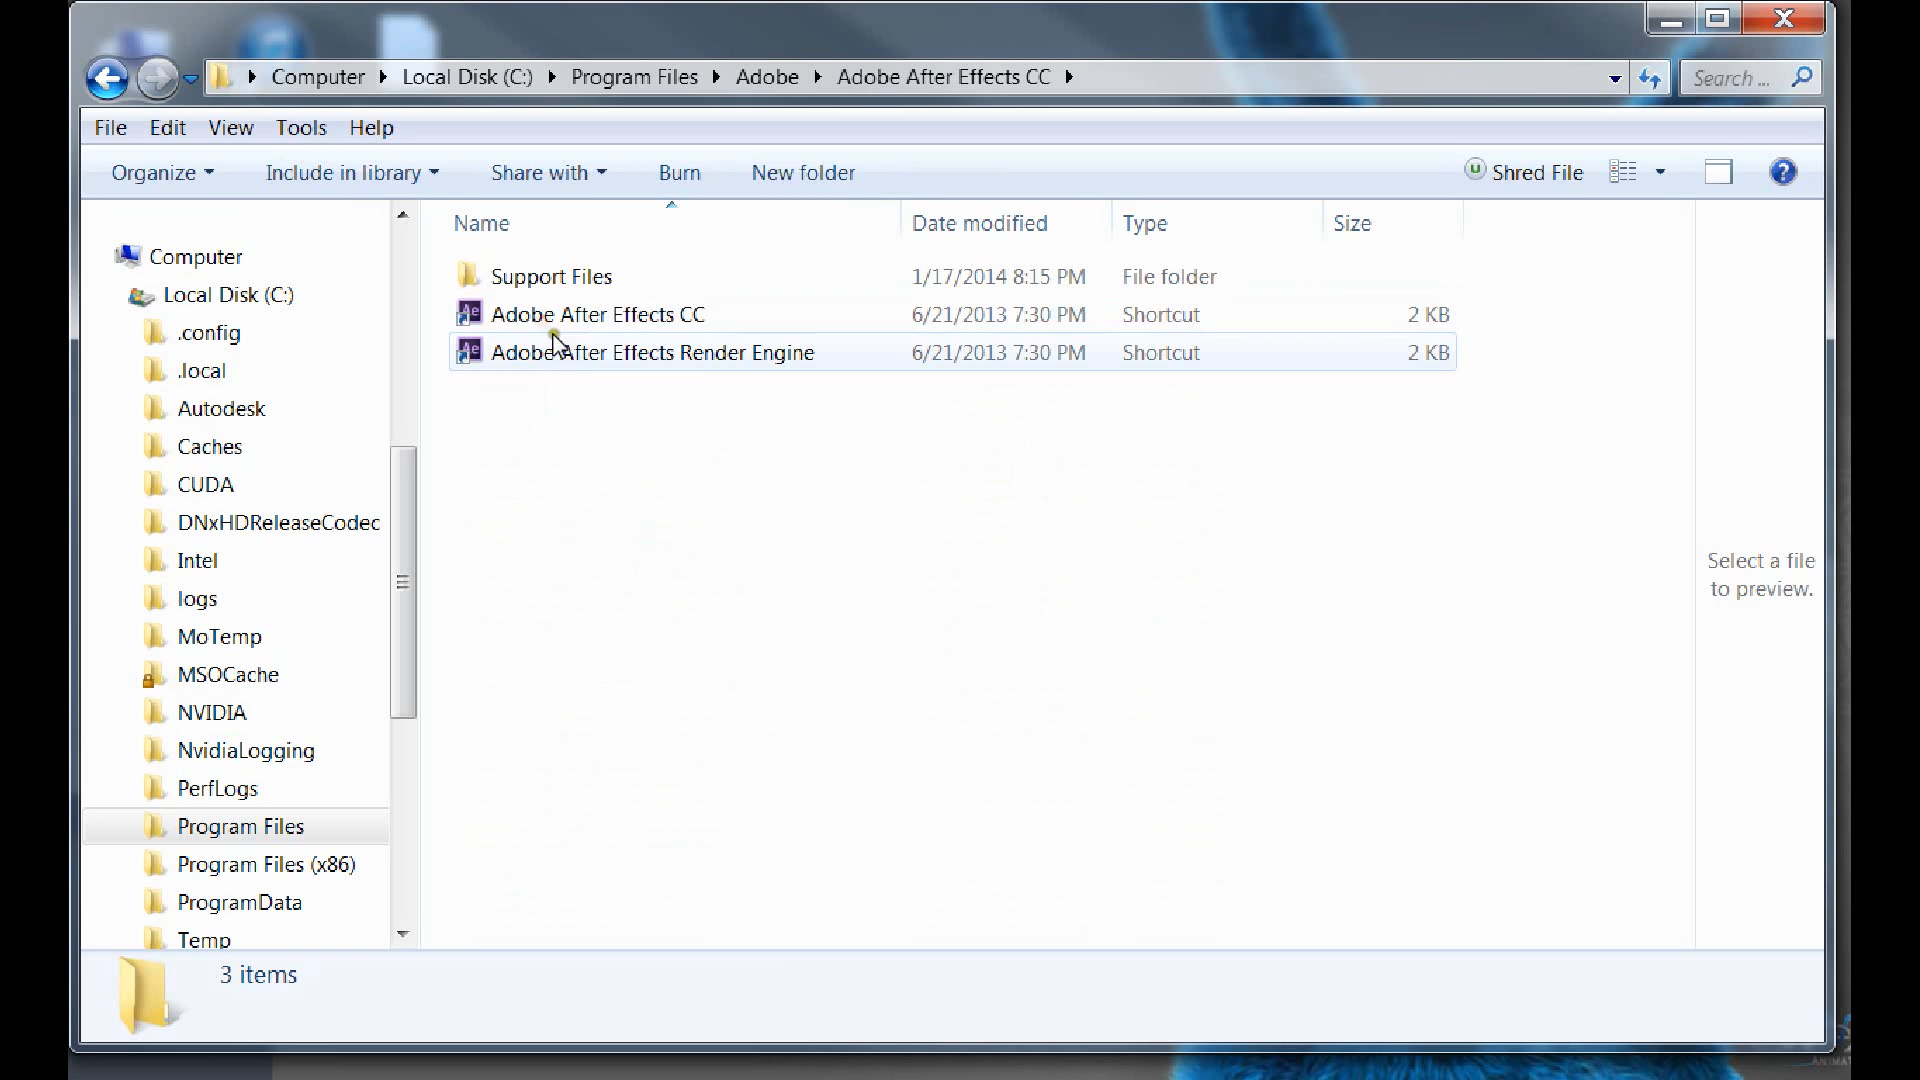 Computer Local Disk (C:) Program Files Adobe Adobe After Effects CC Search ...
File Edit View Tools Help
Organize Include in library Share with Burn New folder Shred File
Name Date modified Type Size
Computer
Local Disk (C:)
.config
.local
Autodesk
Caches
CUDA
DNxHDReleaseCodec
Intel
logs
MoTemp
MSOCache
NVIDIA
NvidiaLogging
PerfLogs
Program Files
Program Files (x86)
ProgramData
Temp
Support Files 1/17/2014 8:15 PM File folder
Adobe After Effects CC 6/21/2013 7:30 PM Shortcut 2 KB
Adobe After Effects Render Engine 6/21/2013 7:30 PM Shortcut 2 KB
Select a file
to preview.
3 items